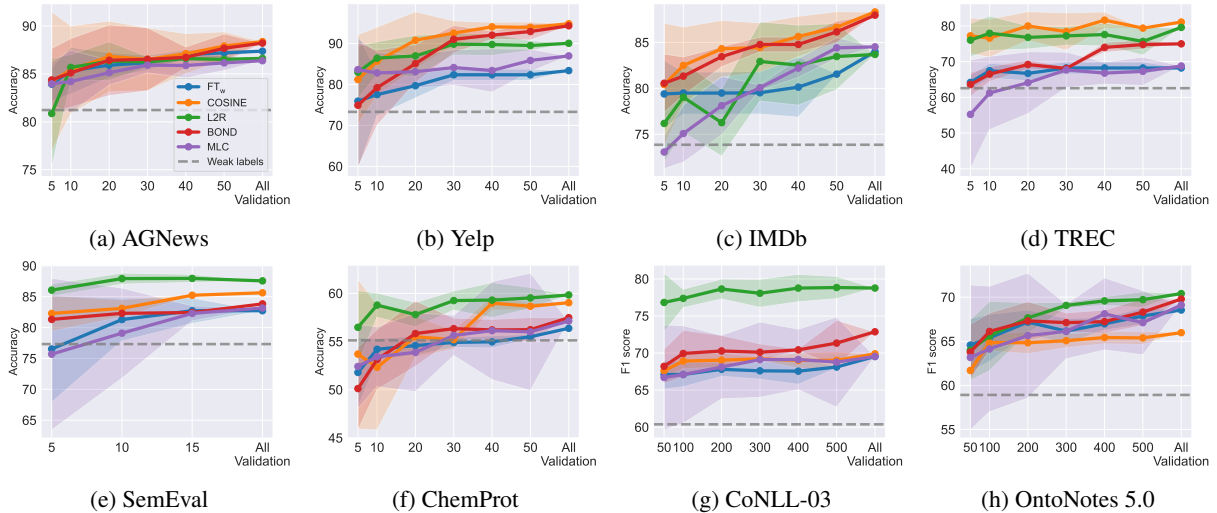 90
85
80
75
Accuracy
FTw
COSINE
L2R
BOND
MLC
Weak labels
5 10 20 30 40 50 All
Validation
(a) AGNews
100
90
80
70
60
Accuracy
5 10 20 30 40 50 All
Validation
(b) Yelp
85
80
75
Accuracy
5 10 20 30 40 50 All
Validation
(c) IMDb
80
70
60
50
40
Accuracy
5 10 20 30 40 50 All
Validation
(d) TREC
90
85
80
75
70
65
Accuracy
5 10 15 All
Validation
(e) SemEval
60
55
50
45
Accuracy
5 10 20 30 40 50 All
Validation
(f) ChemProt
80
75
70
65
60
F1 score
50 100 200 300 400 500 All
Validation
(g) CoNLL-03
70
65
60
55
F1 score
50 100 200 300 400 500 All
Validation
(h) OntoNotes 5.0